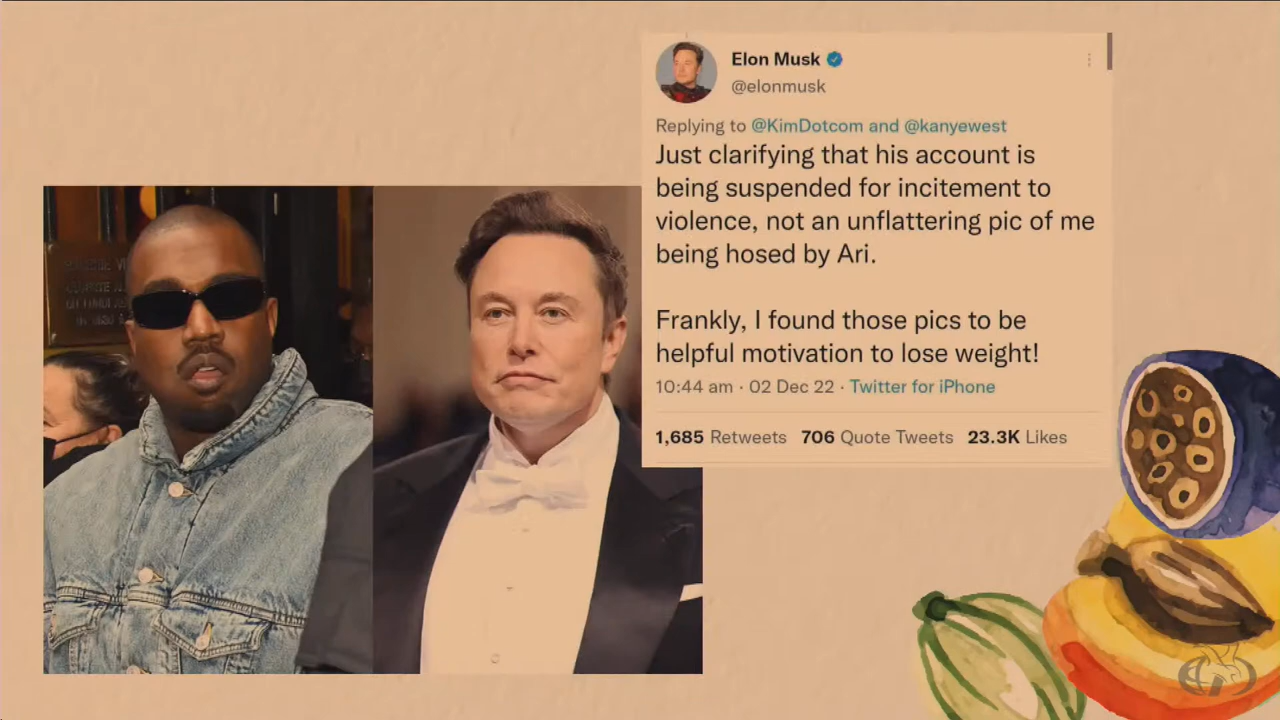 Elon Musk
@elonmusk
Replying to @KimDotcom and @kanyewest
Just clarifying that his account is
being suspended for incitement to
violence, not an unflattering pic of me
being hosed by Ari.
Frankly, I found those pics to be
helpful motivation to lose weight!
10:44 am · 02 Dec 22 · Twitter for iPhone
1,685 Retweets 706 Quote Tweets 23.3K Likes